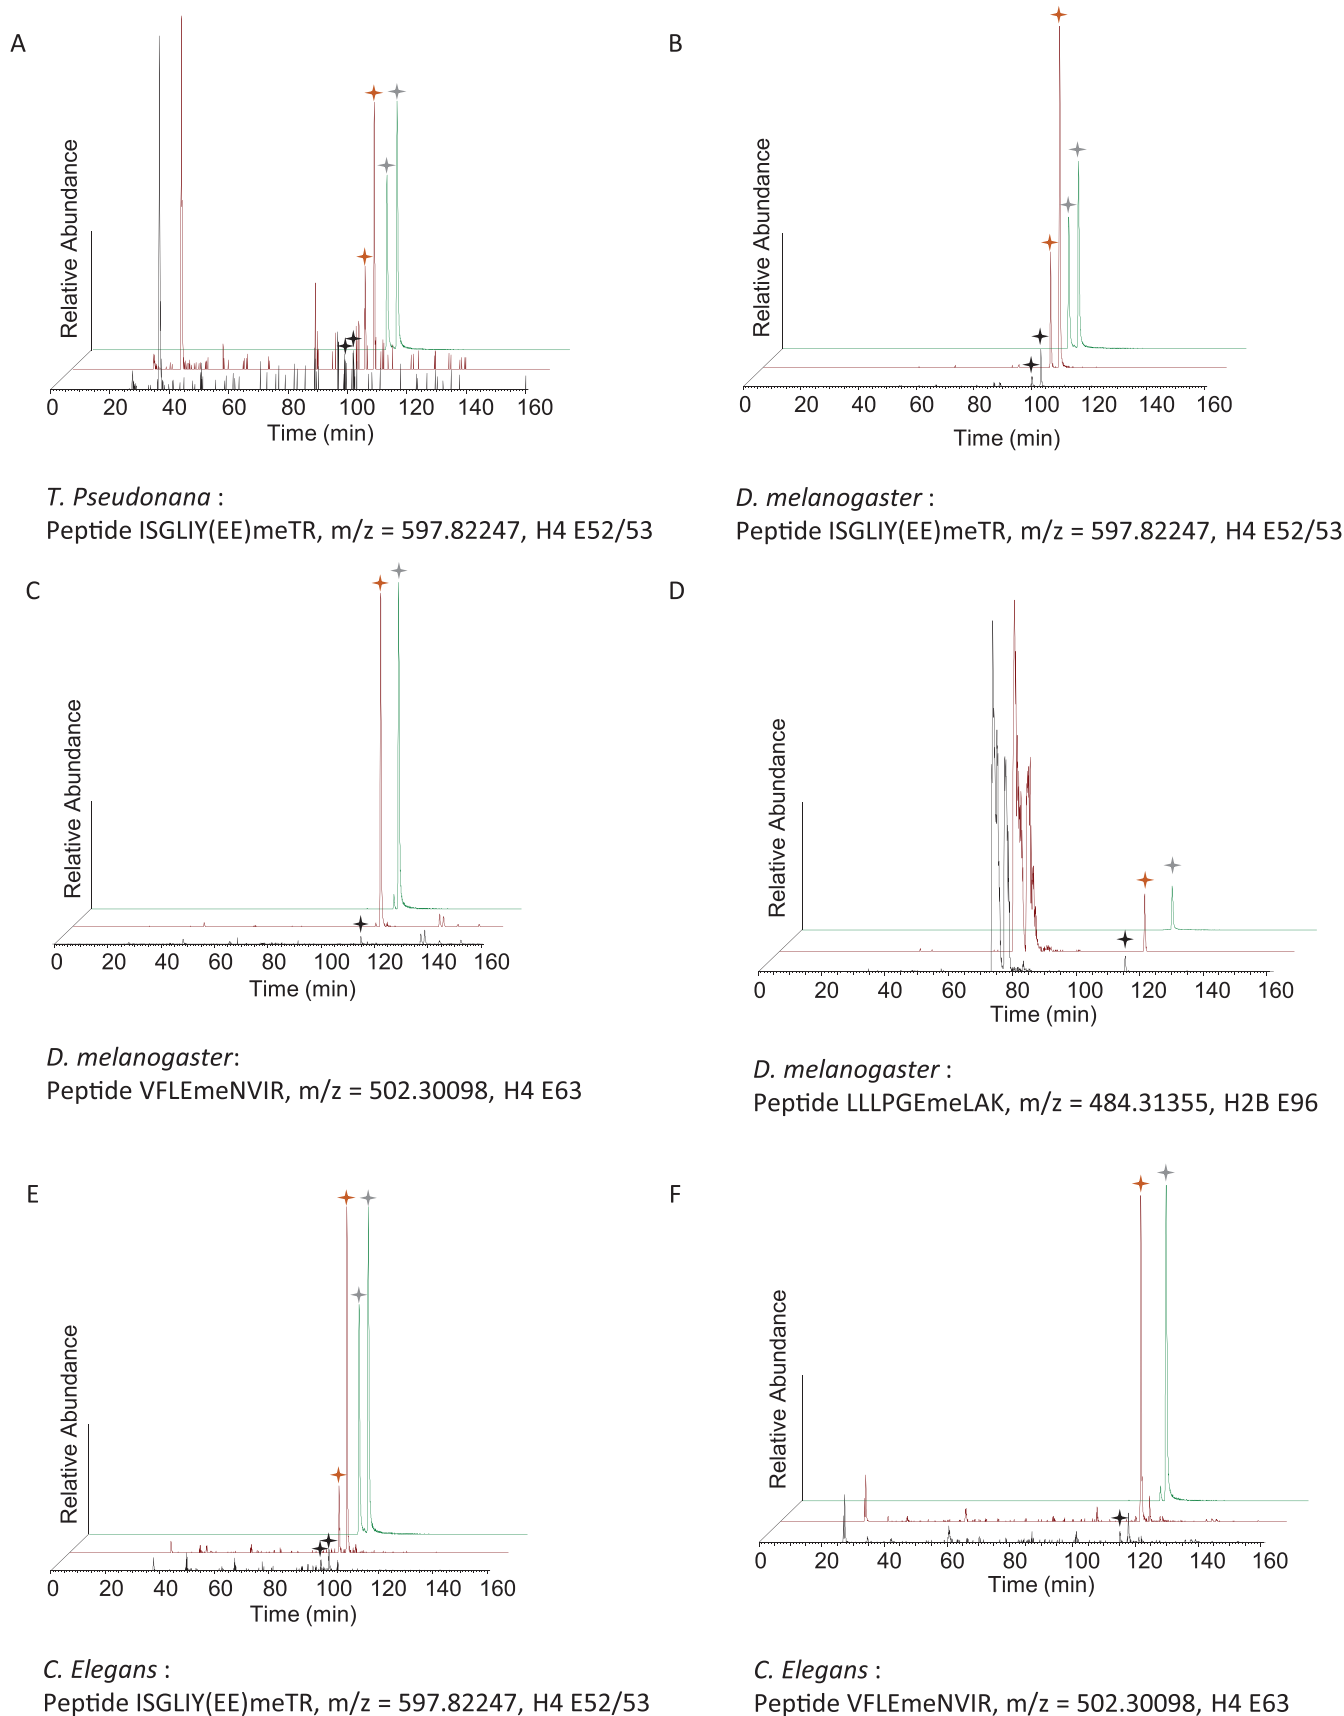 A
Relative Abundance
0 20 40 60 80 100 120 140 160
Time (min)
T. Pseudonana :
Peptide ISGLIY(EE)meTR, m/z = 597.82247, H4 E52/53
B
Relative Abundance
0 20 40 60 80 100 120 140 160
Time (min)
D. melanogaster :
Peptide ISGLIY(EE)meTR, m/z = 597.82247, H4 E52/53
C
Relative Abundance
0 20 40 60 80 100 120 140 160
Time (min)
D. melanogaster:
Peptide VFLEmeNVIR, m/z = 502.30098, H4 E63
D
Relative Abundance
0 20 40 60 80 100 120 140 160
Time (min)
D. melanogaster :
Peptide LLLPGEmeLAK, m/z = 484.31355, H2B E96
E
Relative Abundance
0 20 40 60 80 100 120 140 160
Time (min)
C. Elegans :
Peptide ISGLIY(EE)meTR, m/z = 597.82247, H4 E52/53
F
Relative Abundance
0 20 40 60 80 100 120 140 160
Time (min)
C. Elegans :
Peptide VFLEmeNVIR, m/z = 502.30098, H4 E63